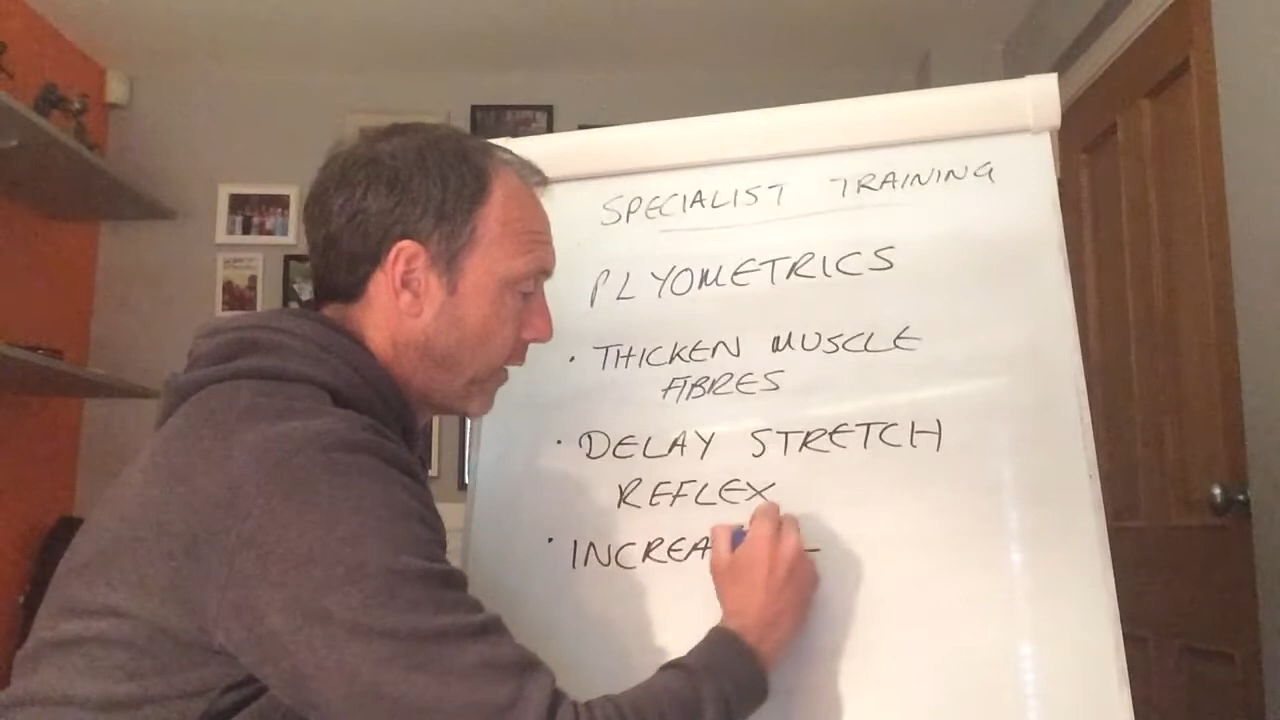 SPECIALIST TRAINING
PLYOMETRICS
· THICKEN MUSCLE
FIBRES
· DELAY STRETCH
REFLEX
· INCREA